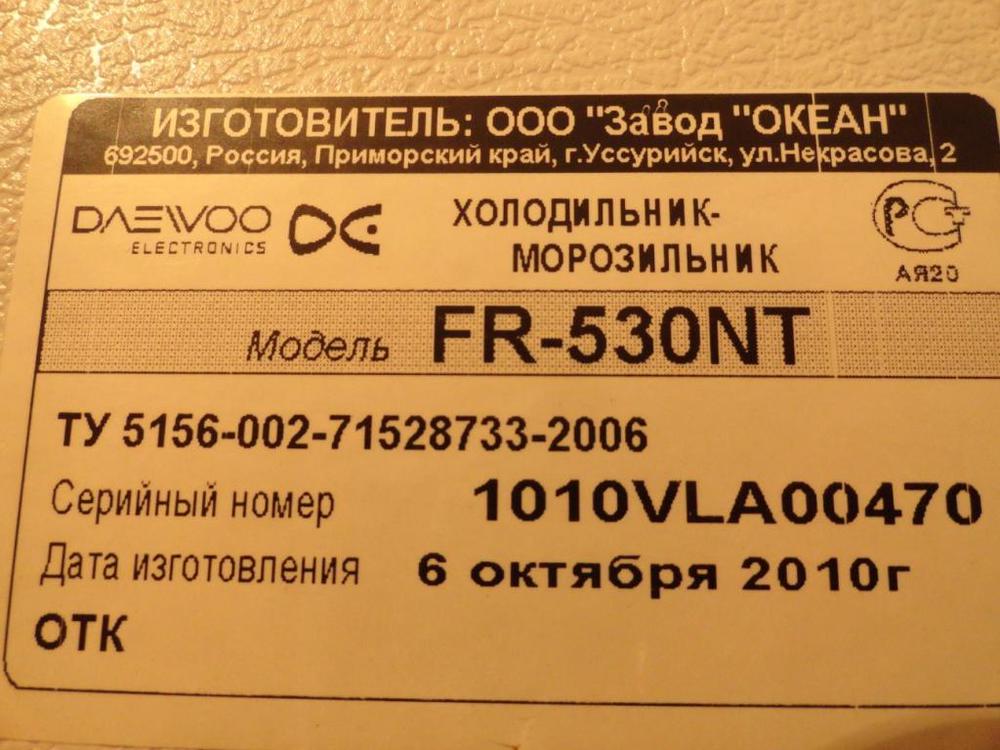 ИЗГОТОВИТЕЛЬ: ООО "Завод "ОКЕАН"
692500, Россия, Приморский край, г.Уссурийск, ул.Некрасова, 2
DAEWOO
ELECTRONICS
ХОЛОДИЛЬНИК-
МОРОЗИЛЬНИК
РС
АЯ20
Модель FR-530NT
ТУ 5156-002-71528733-2006
Серийный номер 1010VLA00470
Дата изготовления 6 октября 2010г
ОТК